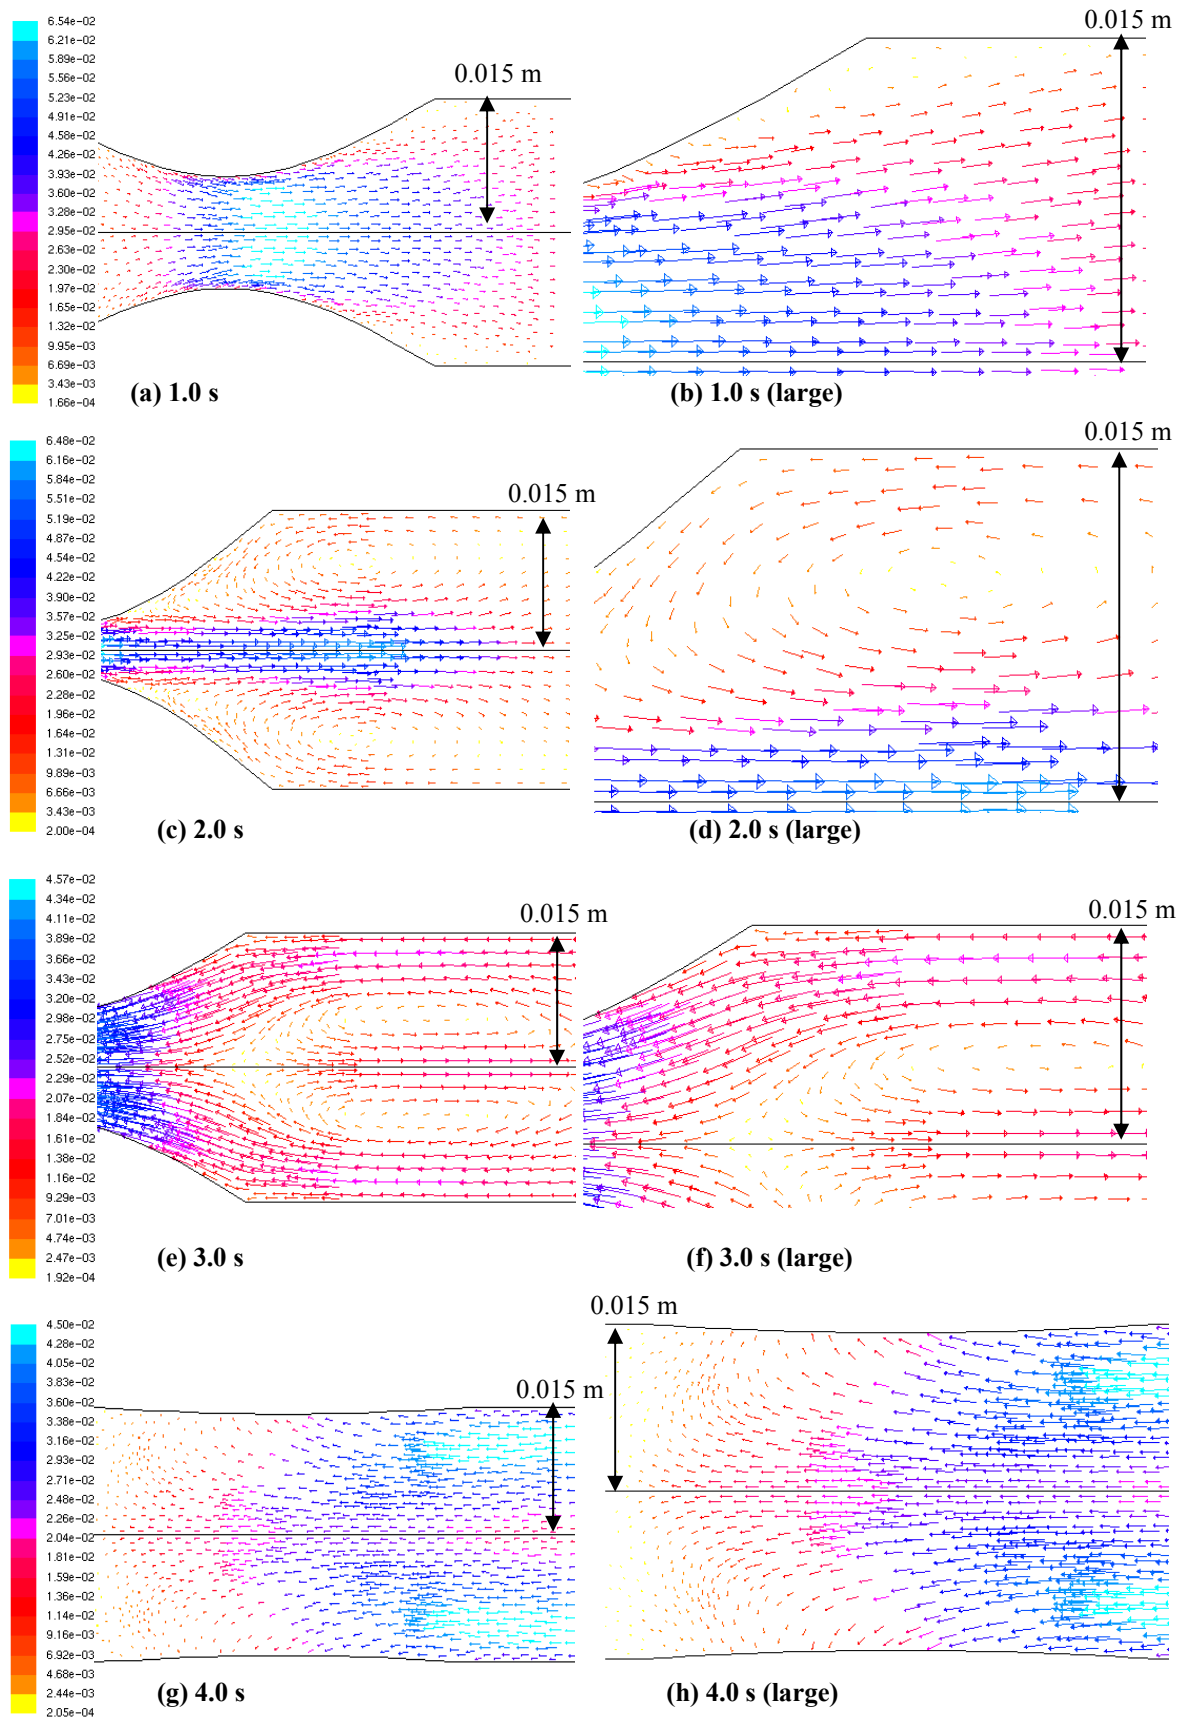 6.54e-02
6.21e-02
5.89e-02
5.56e-02
5.23e-02
4.91e-02
4.58e-02
4.26e-02
3.93e-02
3.60e-02
3.28e-02
2.95e-02
2.63e-02
2.30e-02
1.97e-02
1.65e-02
1.32e-02
9.95e-03
6.69e-03
3.43e-03
1.66e-04
0.015 m
(a) 1.0 s
0.015 m
(b) 1.0 s (large)
6.48e-02
6.16e-02
5.84e-02
5.51e-02
5.19e-02
4.87e-02
4.54e-02
4.22e-02
3.90e-02
3.57e-02
3.25e-02
2.93e-02
2.60e-02
2.28e-02
1.96e-02
1.64e-02
1.31e-02
9.89e-03
6.66e-03
3.43e-03
2.00e-04
0.015 m
(c) 2.0 s
0.015 m
(d) 2.0 s (large)
4.57e-02
4.34e-02
4.11e-02
3.89e-02
3.66e-02
3.43e-02
3.20e-02
2.98e-02
2.75e-02
2.52e-02
2.29e-02
2.07e-02
1.84e-02
1.61e-02
1.38e-02
1.16e-02
9.29e-03
7.01e-03
4.74e-03
2.47e-03
1.92e-04
0.015 m
(e) 3.0 s
0.015 m
(f) 3.0 s (large)
4.50e-02
4.28e-02
4.05e-02
3.83e-02
3.60e-02
3.38e-02
3.16e-02
2.93e-02
2.71e-02
2.48e-02
2.26e-02
2.04e-02
1.81e-02
1.59e-02
1.36e-02
1.14e-02
9.16e-03
6.92e-03
4.68e-03
2.44e-03
2.05e-04
0.015 m
(g) 4.0 s
0.015 m
(h) 4.0 s (large)